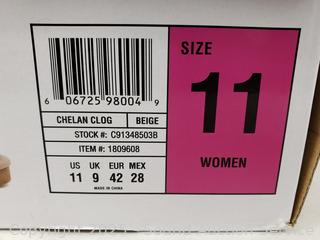 SIZE
11
WOMEN
6 06725 98004 9
CHELAN CLOG BEIGE
STOCK #: C91348503B
ITEM #: 1809608
US UK EUR MEX
11 9 42 28
MADE IN CHINA